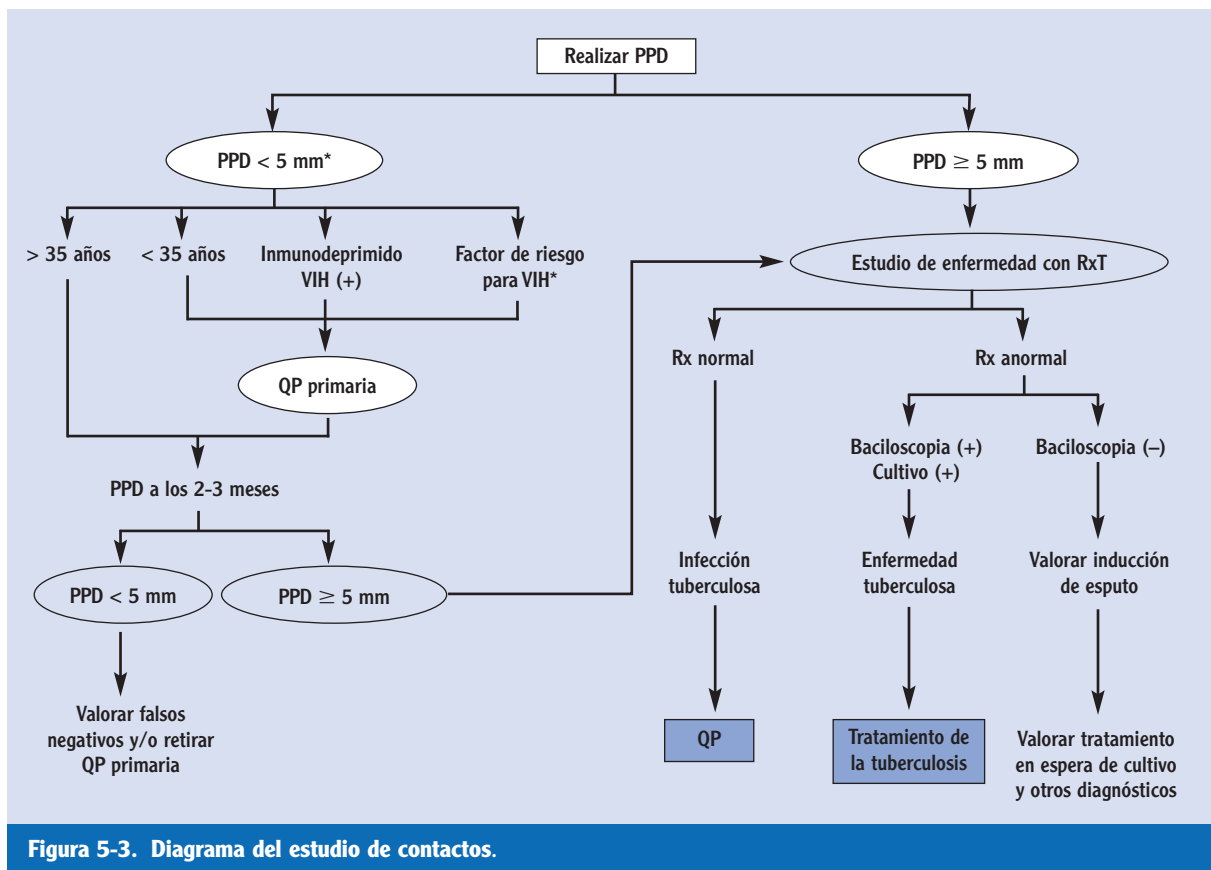 Realizar PPD
PPD < 5 mm*
PPD ≥ 5 mm
> 35 años
< 35 años
Inmunodeprimido
VIH (+)
Factor de riesgo
para VIH*
Estudio de enfermedad con RxT
QP primaria
Rx normal
Rx anormal
PPD a los 2-3 meses
Baciloscopia (+)
Cultivo (+)
Baciloscopia (–)
PPD < 5 mm
PPD ≥ 5 mm
Infección
tuberculosa
Enfermedad
tuberculosa
Valorar inducción
de esputo
Valorar falsos
negativos y/o retirar
QP primaria
QP
Tratamiento de
la tuberculosis
Valorar tratamiento
en espera de cultivo
y otros diagnósticos
Figura 5-3. Diagrama del estudio de contactos.